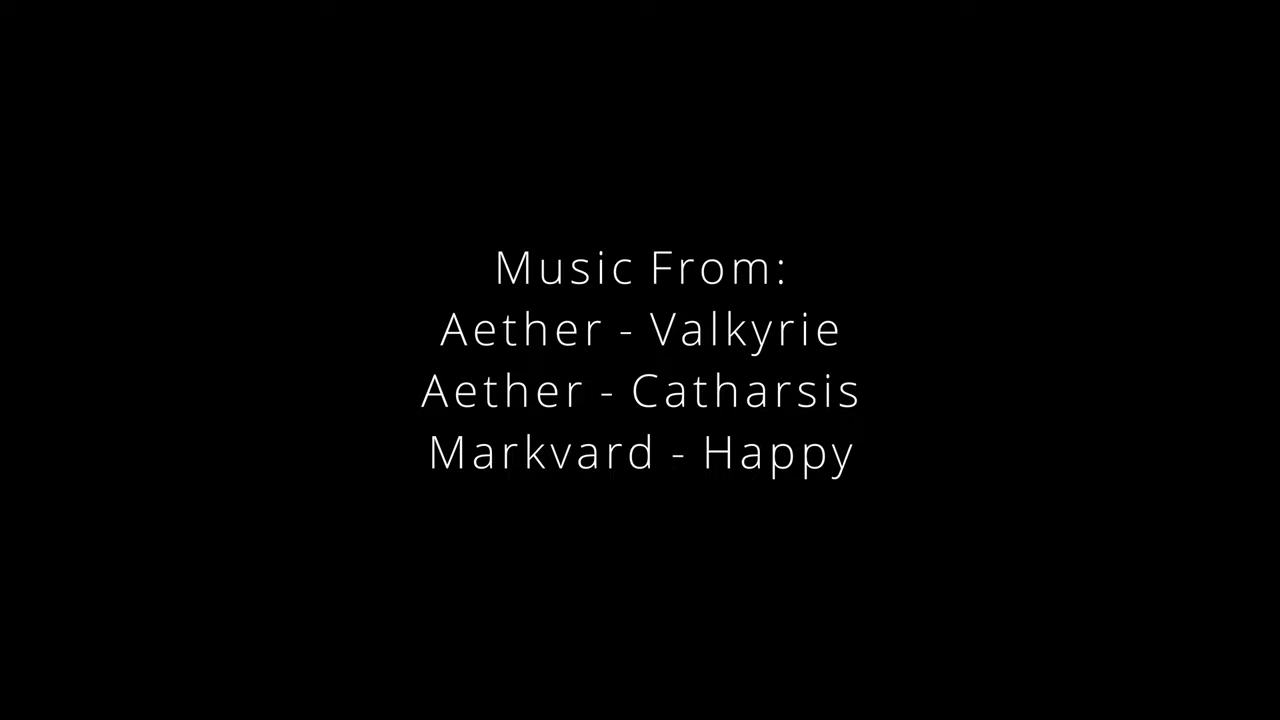 Music From:
Aether - Valkyrie
Aether - Catharsis
Markvard - Happy